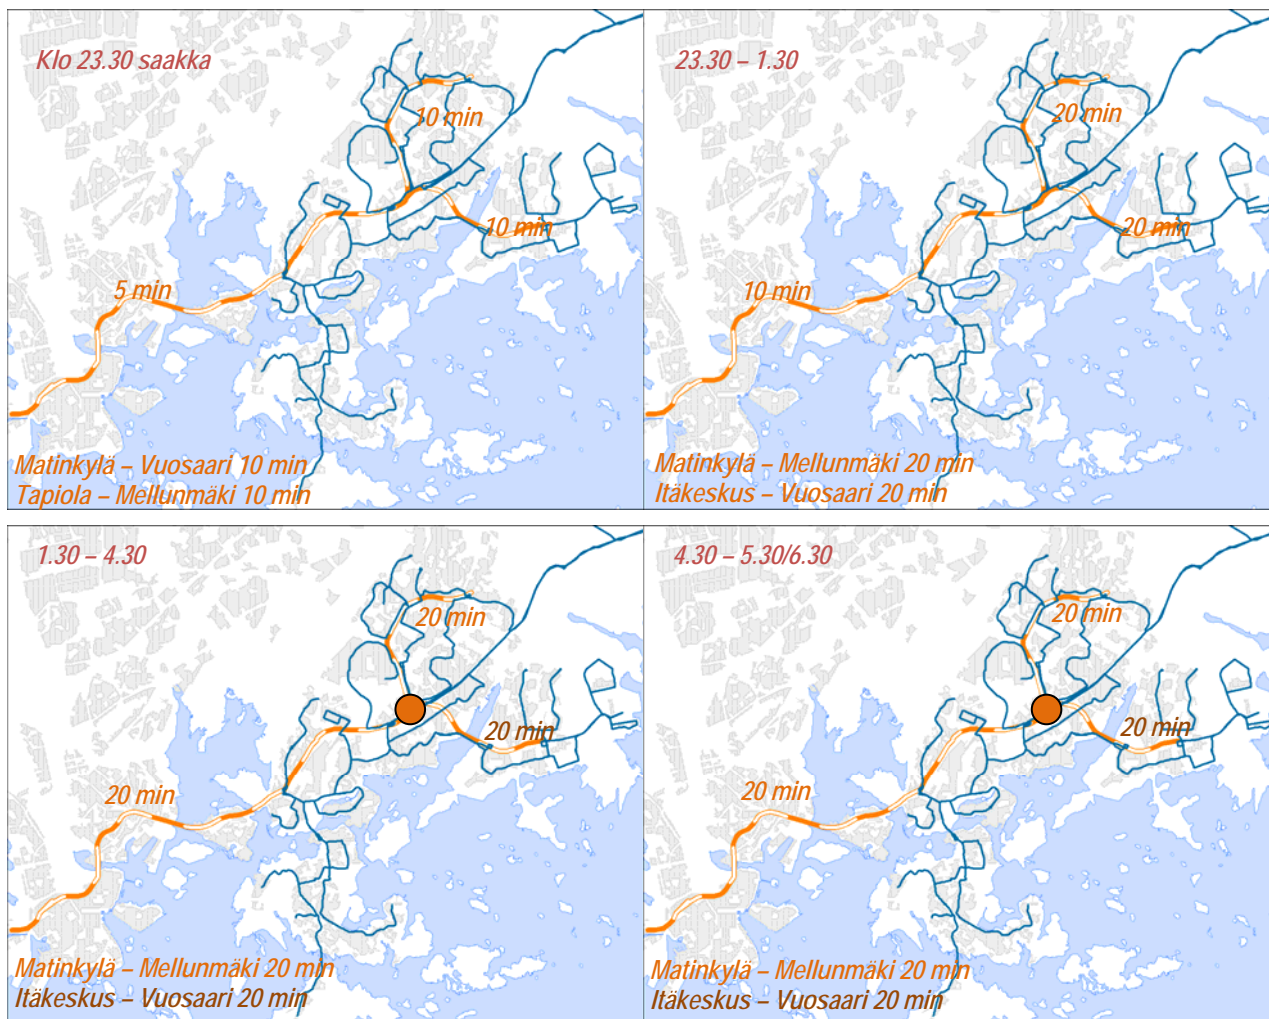 Klo 23.30 saakka
10 min
10 min
5 min
Matinkylä – Vuosaari 10 min
Tapiola – Mellunmäki 10 min
23.30 – 1.30
20 min
20 min
10 min
Matinkylä – Mellunmäki 20 min
Itäkeskus – Vuosaari 20 min
1.30 – 4.30
20 min
20 min
20 min
Matinkylä – Mellunmäki 20 min
Itäkeskus – Vuosaari 20 min
4.30 – 5.30/6.30
20 min
20 min
20 min
Matinkylä – Mellunmäki 20 min
Itäkeskus – Vuosaari 20 min